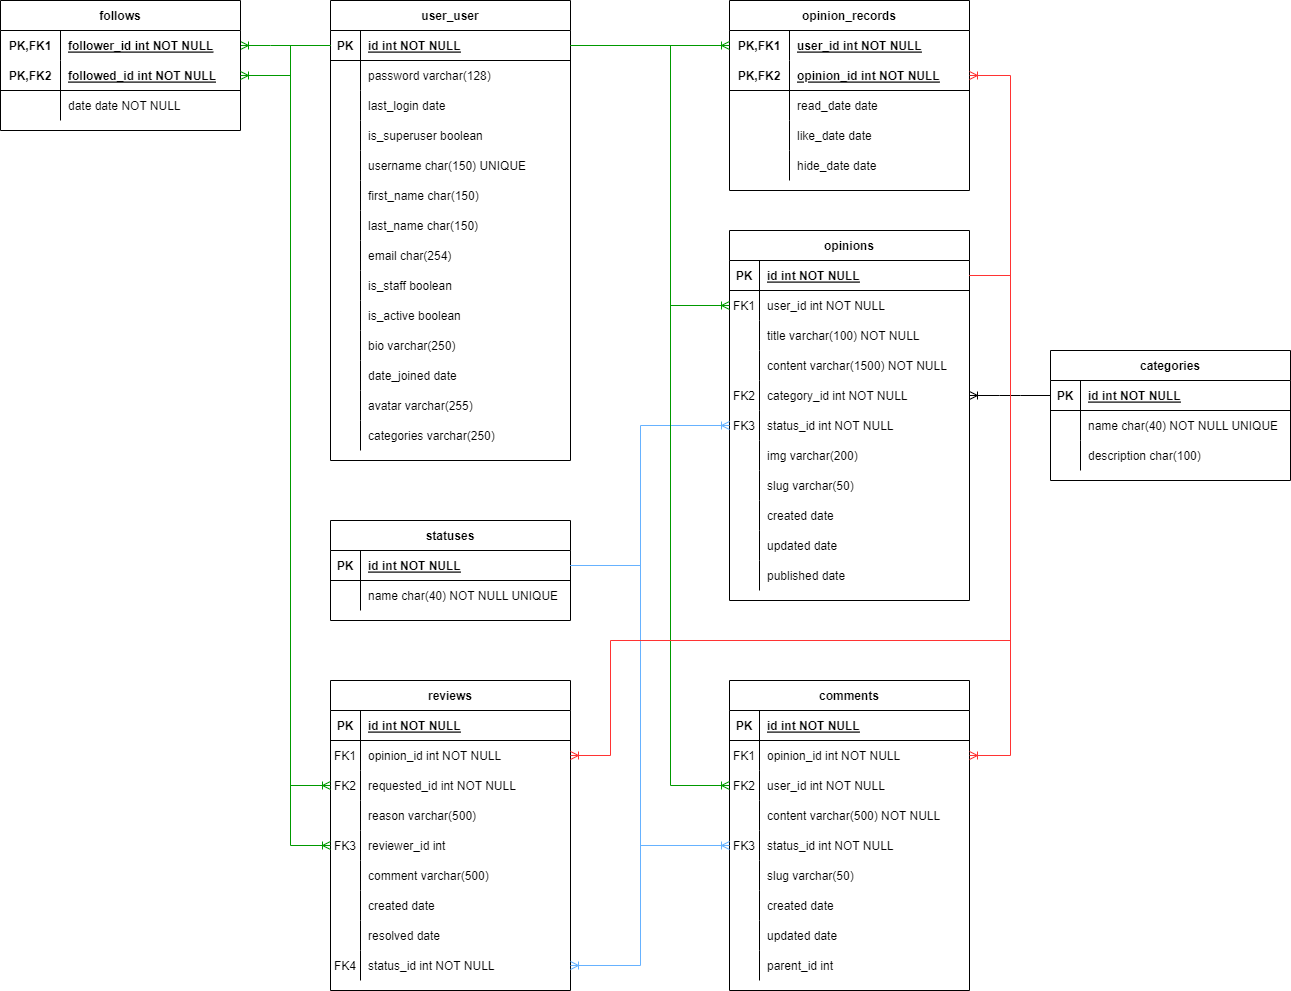 follows
PK,FK1 follower_id int NOT NULL
PK,FK2 followed_id int NOT NULL
date date NOT NULL
user_user
PK id int NOT NULL
password varchar(128)
last_login date
is_superuser boolean
username char(150) UNIQUE
first_name char(150)
last_name char(150)
email char(254)
is_staff boolean
is_active boolean
bio varchar(250)
date_joined date
avatar varchar(255)
categories varchar(250)
opinion_records
PK,FK1 user_id int NOT NULL
PK,FK2 opinion_id int NOT NULL
read_date date
like_date date
hide_date date
opinions
PK id int NOT NULL
FK1 user_id int NOT NULL
title varchar(100) NOT NULL
content varchar(1500) NOT NULL
FK2 category_id int NOT NULL
FK3 status_id int NOT NULL
img varchar(200)
slug varchar(50)
created date
updated date
published date
categories
PK id int NOT NULL
name char(40) NOT NULL UNIQUE
description char(100)
statuses
PK id int NOT NULL
name char(40) NOT NULL UNIQUE
reviews
PK id int NOT NULL
FK1 opinion_id int NOT NULL
FK2 requested_id int NOT NULL
reason varchar(500)
FK3 reviewer_id int
comment varchar(500)
created date
resolved date
FK4 status_id int NOT NULL
comments
PK id int NOT NULL
FK1 opinion_id int NOT NULL
FK2 user_id int NOT NULL
content varchar(500) NOT NULL
FK3 status_id int NOT NULL
slug varchar(50)
created date
updated date
parent_id int